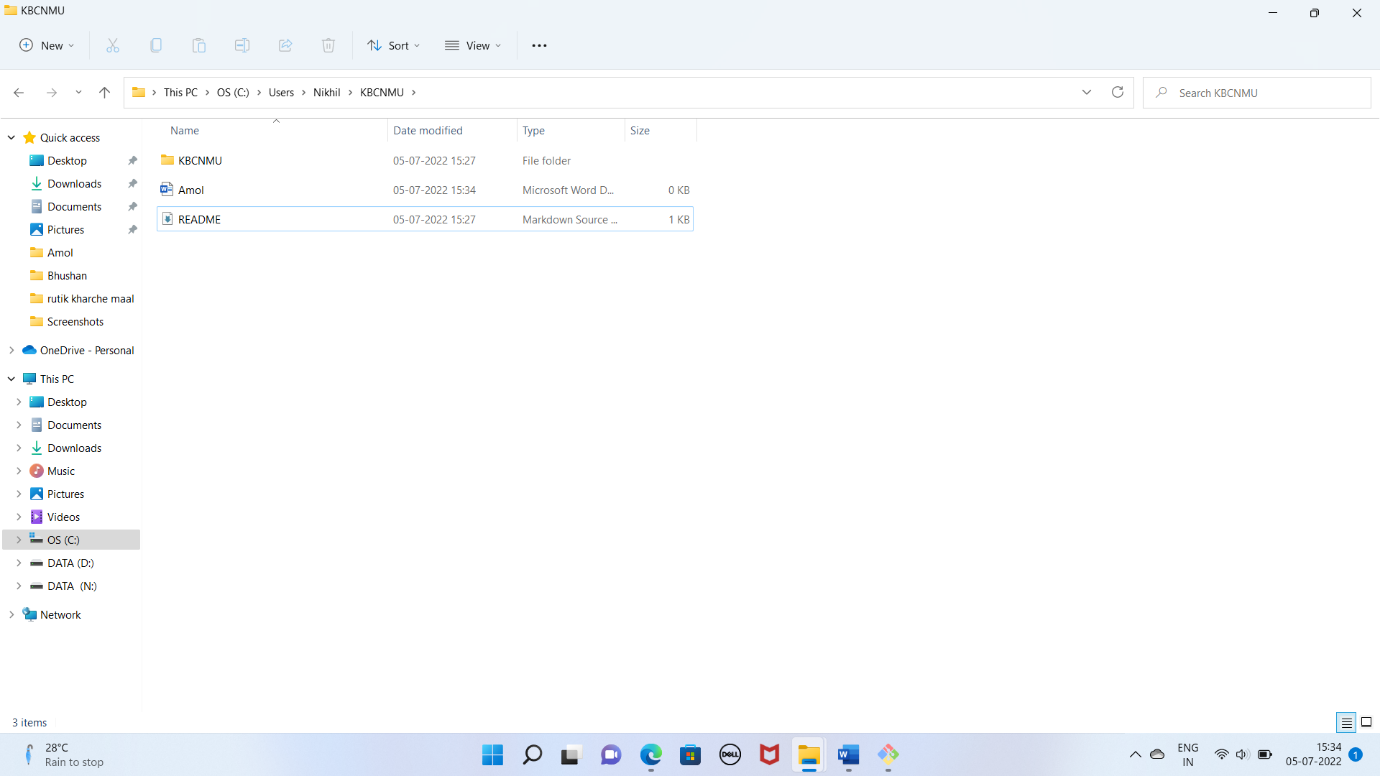 KBCNMU
New
Sort
View
This PC
OS (C:)
Users
Nikhil
KBCNMU
Search KBCNMU
Quick access
Desktop
Downloads
Documents
Pictures
Amol
Bhushan
rutik kharche maal
Screenshots
OneDrive - Personal
This PC
Desktop
Documents
Downloads
Music
Pictures
Videos
OS (C:)
DATA (D:)
DATA (N:)
Network
Name Date modified Type Size
KBCNMU 05-07-2022 15:27 File folder
Amol 05-07-2022 15:34 Microsoft Word D... 0 KB
README 05-07-2022 15:27 Markdown Source ... 1 KB
3 items
28°C
Rain to stop
DELL
ENG
IN
15:34
05-07-2022
1